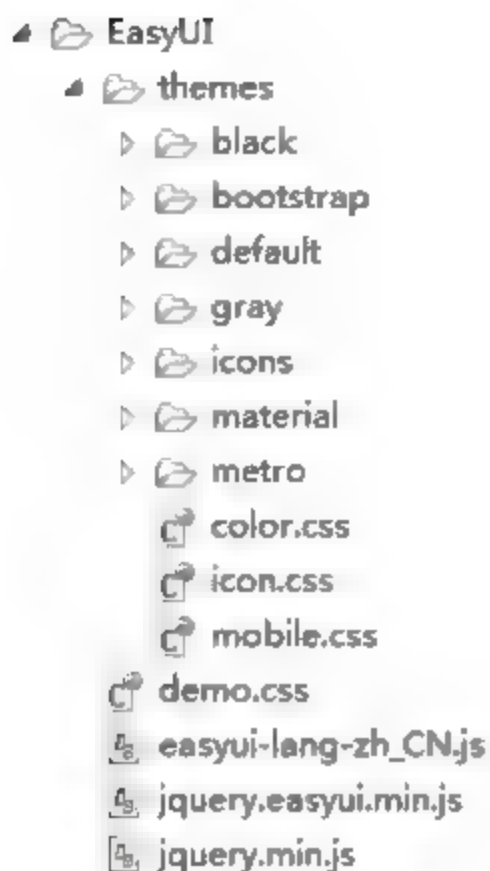 EasyUI
themes
black
bootstrap
default
gray
icons
material
metro
color.css
icon.css
mobile.css
demo.css
easyui-lang-zh_CN.js
jquery.easyui.min.js
jquery.min.js